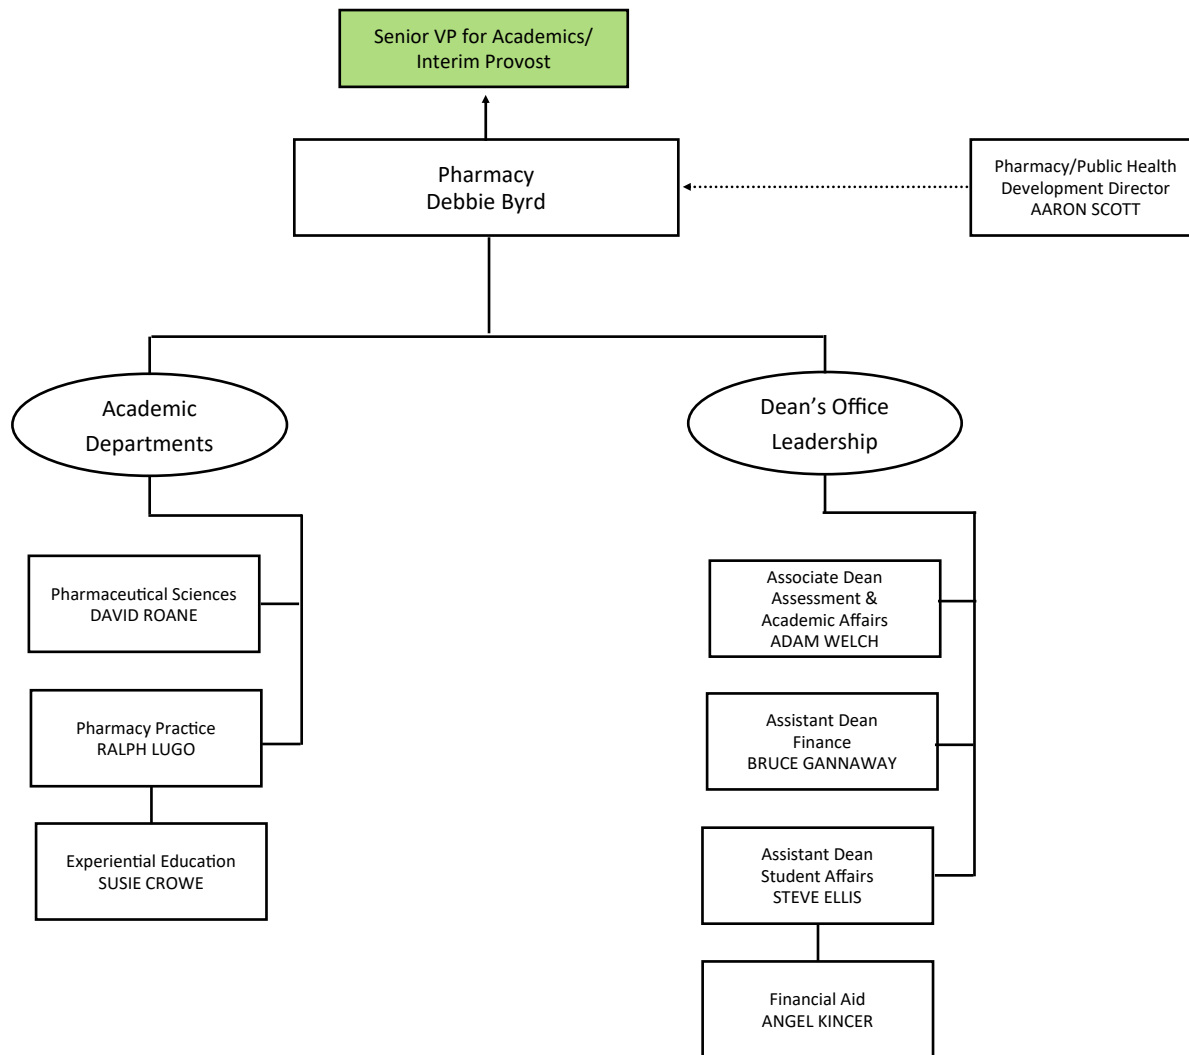 Senior VP for Academics/
Interim Provost
Pharmacy
Debbie Byrd
Pharmacy/Public Health
Development Director
AARON SCOTT
Academic
Departments
Dean’s Office
Leadership
Pharmaceutical Sciences
DAVID ROANE
Associate Dean
Assessment &
Academic Affairs
ADAM WELCH
Pharmacy Practice
RALPH LUGO
Assistant Dean
Finance
BRUCE GANNAWAY
Experiential Education
SUSIE CROWE
Assistant Dean
Student Affairs
STEVE ELLIS
Financial Aid
ANGEL KINCER